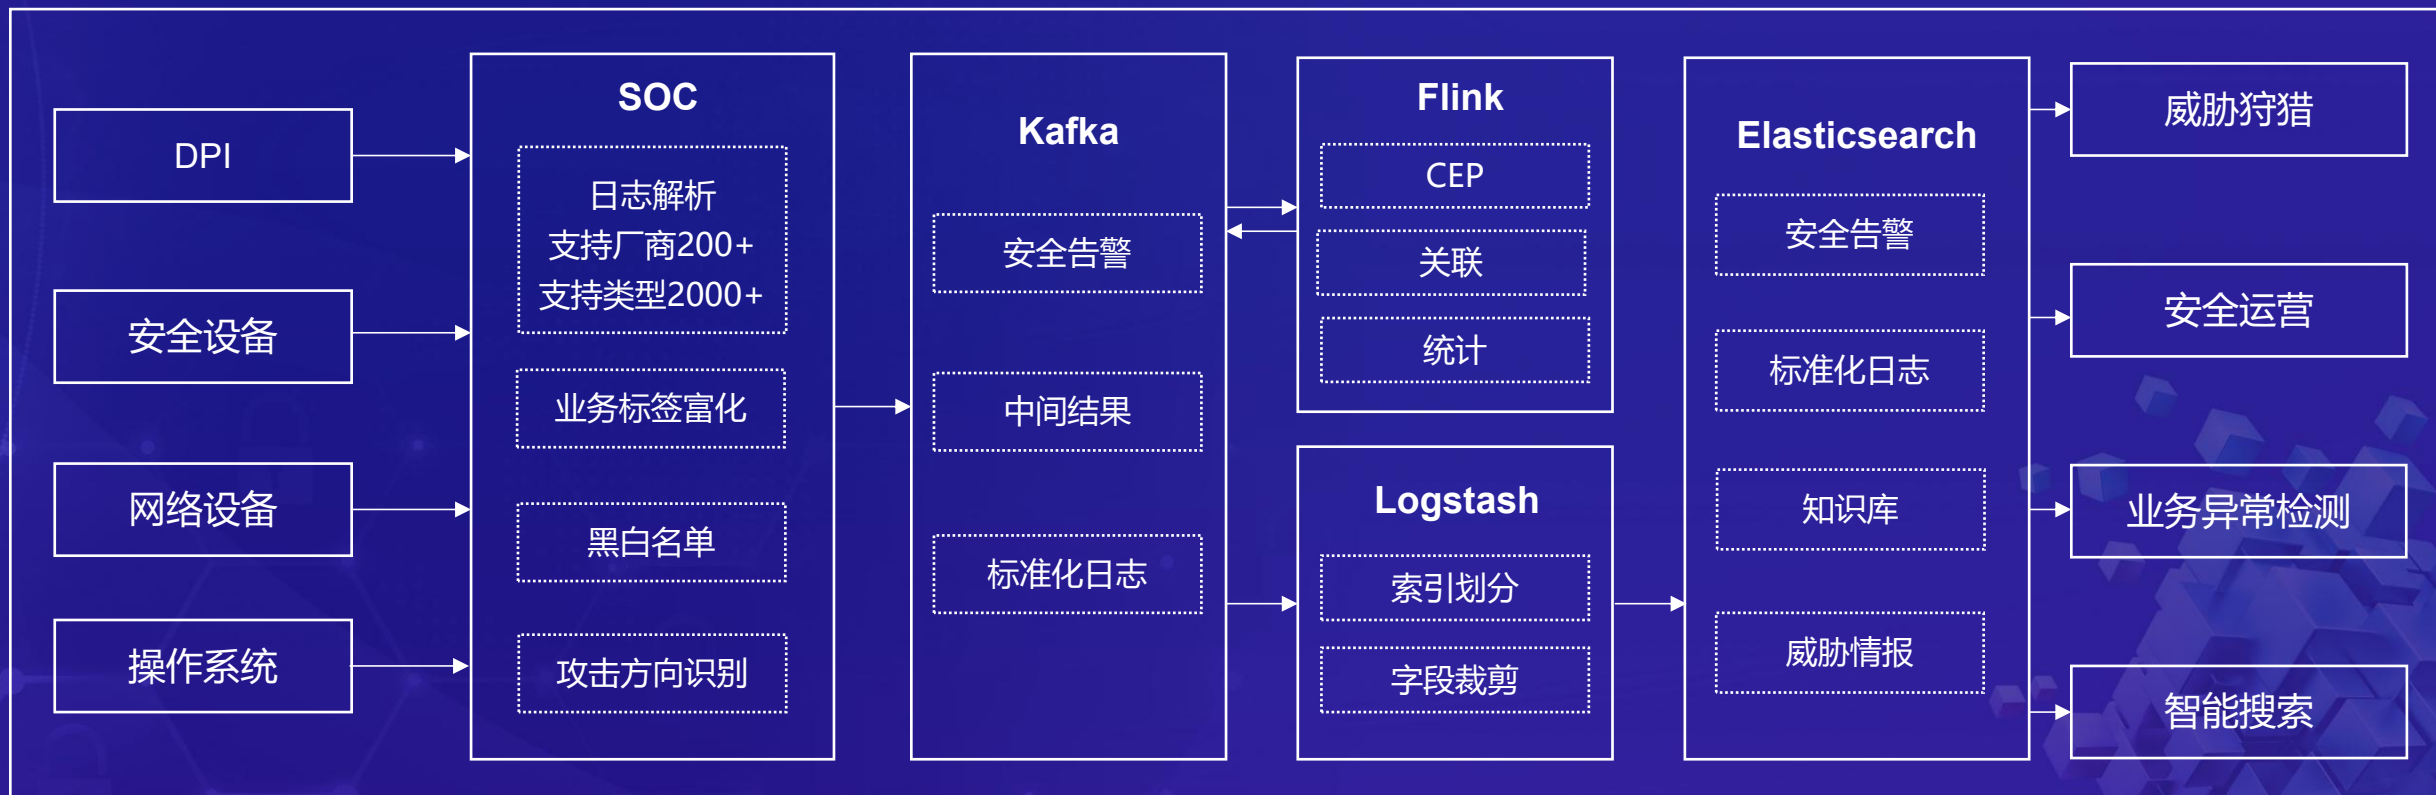 DPI
安全设备
网络设备
操作系统
SOC
日志解析
支持厂商200+
支持类型2000+
业务标签富化
黑白名单
攻击方向识别
Kafka
安全告警
中间结果
标准化日志
Flink
CEP
关联
统计
Logstash
索引划分
字段裁剪
Elasticsearch
安全告警
标准化日志
知识库
威胁情报
威胁狩猎
安全运营
业务异常检测
智能搜索